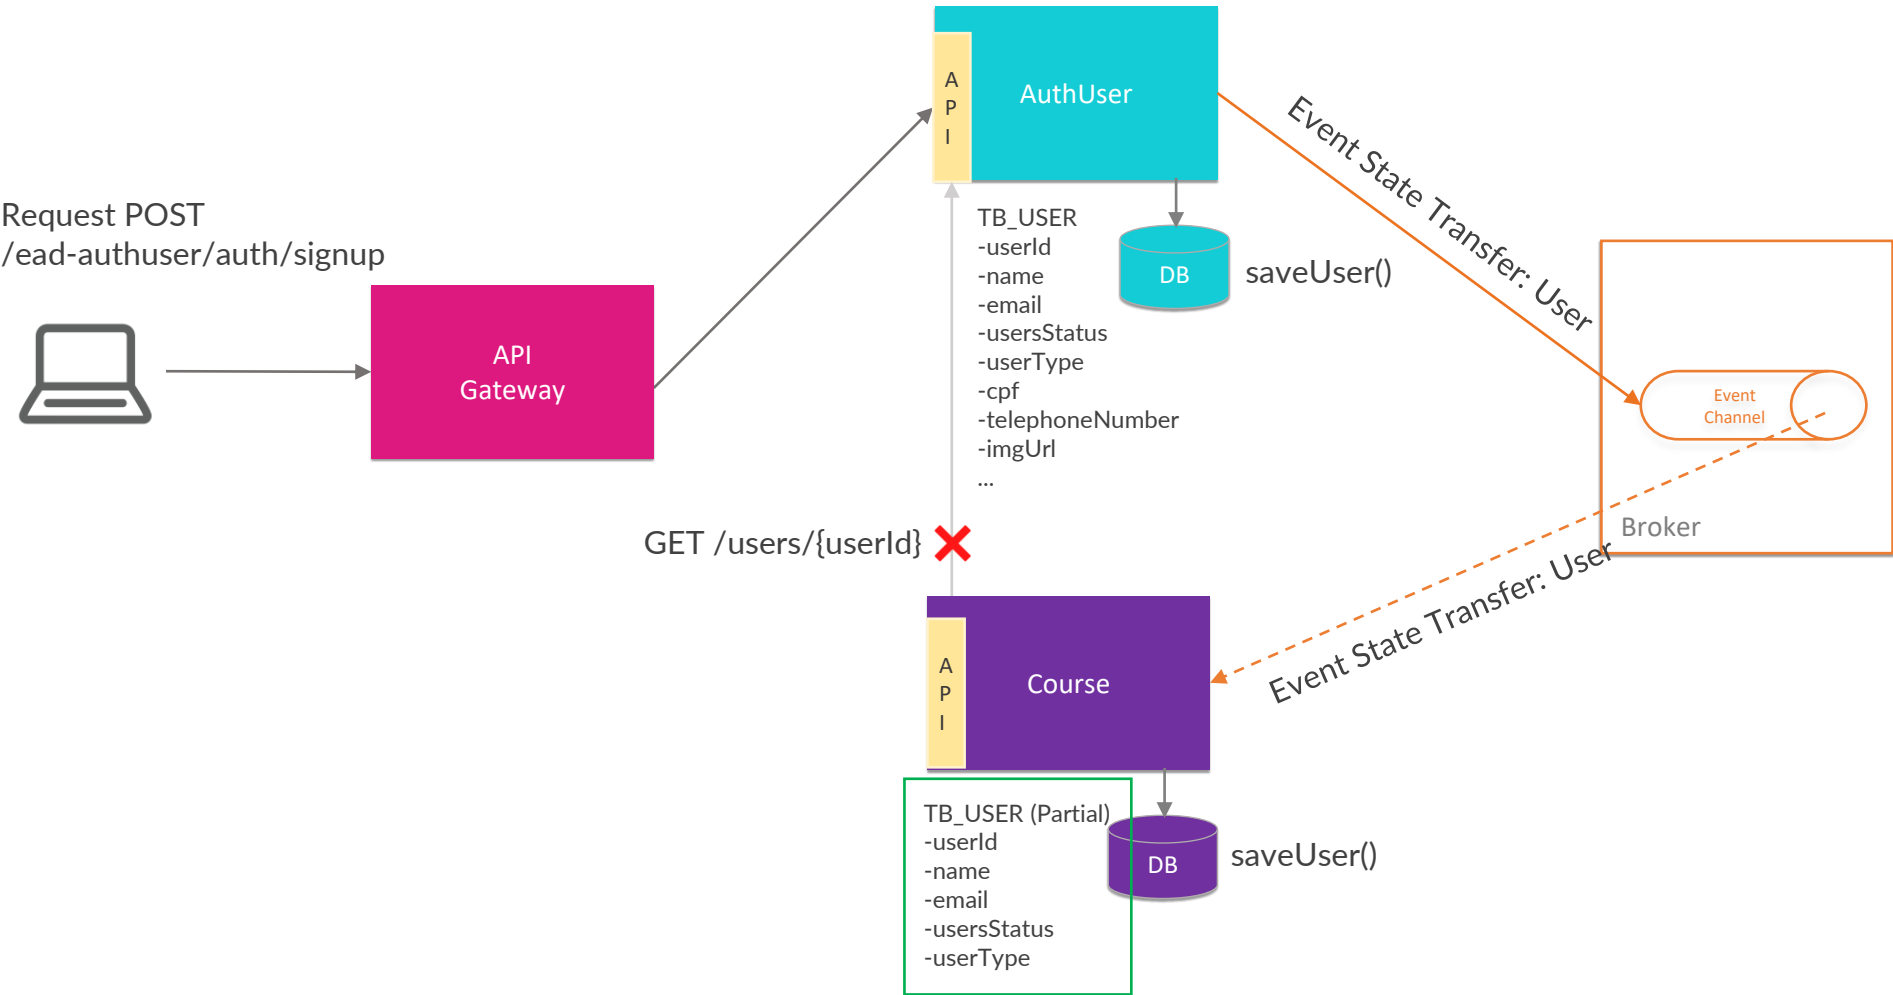 Request POST
/ead-authuser/auth/signup
API
Gateway
A
P
I
AuthUser
TB_USER
-userId
-name
-email
-usersStatus
-userType
-cpf
-telephoneNumber
-imgUrl
...
DB
saveUser()
Event State Transfer: User
Event
Channel
Broker
Event State Transfer: User
GET /users/{userId}
A
P
I
Course
TB_USER (Partial)
-userId
-name
-email
-usersStatus
-userType
DB
saveUser()